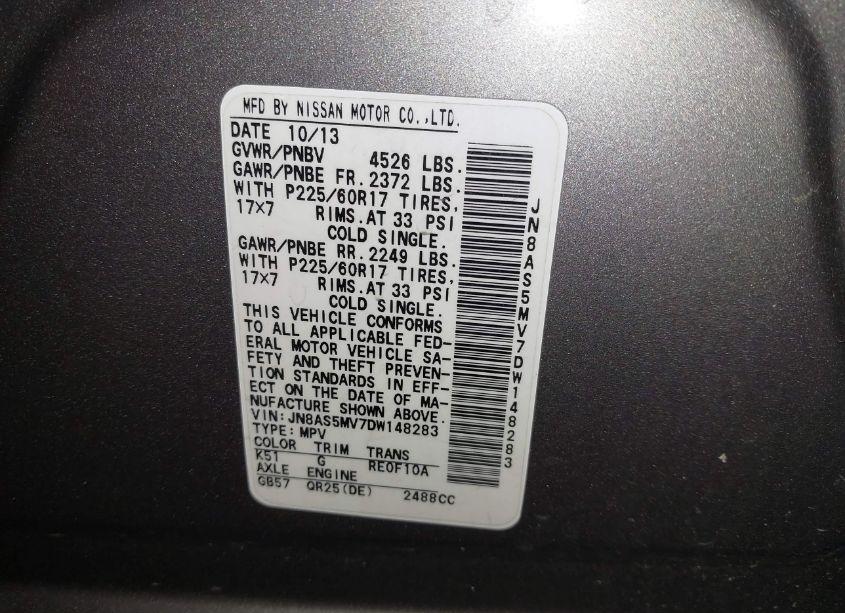 MFD BY NISSAN MOTOR CO.,LTD.
DATE 10/13
GVWR/PNBV 4526 LBS.
GAWR/PNBE FR. 2372 LBS.
WITH P225/60R17 TIRES,
17×7 RIMS.AT 33 PSI
COLD SINGLE.
GAWR/PNBE RR. 2249 LBS.
WITH P225/60R17 TIRES,
17×7 RIMS.AT 33 PSI
COLD SINGLE.
THIS VEHICLE CONFORMS
TO ALL APPLICABLE FED-
ERAL MOTOR VEHICLE SA-
FETY AND THEFT PREVEN-
TION STANDARDS IN EFF-
ECT ON THE DATE OF MA-
NUFACTURE SHOWN ABOVE.
VIN:JN8AS5MV7DW148283
TYPE:MPV
COLOR TRIM TRANS
K51 G RE0F10A
AXLE ENGINE
GB57 QR25(DE) 2488CC
JN8AS5MV7DW148283